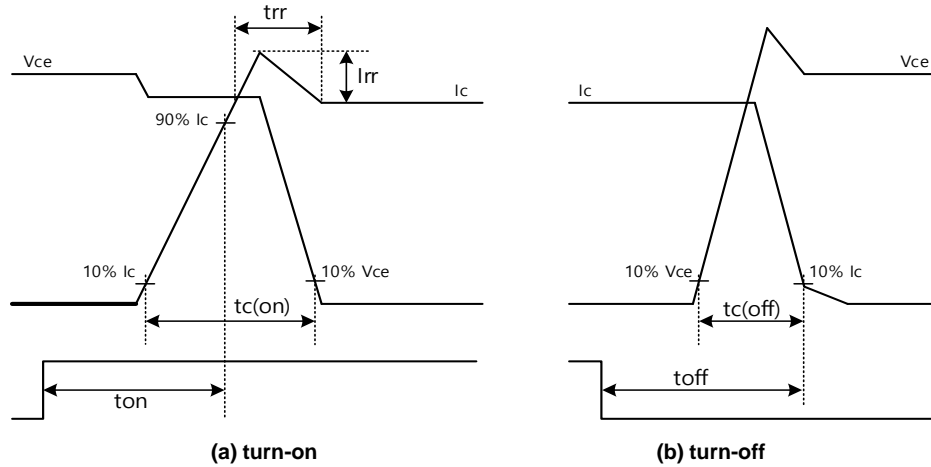 trr
Vce
Irr
Ic
90% Ic
10% Ic
10% Vce
tc(on)
ton
(a) turn-on
Vce
Ic
10% Vce
10% Ic
tc(off)
toff
(b) turn-off